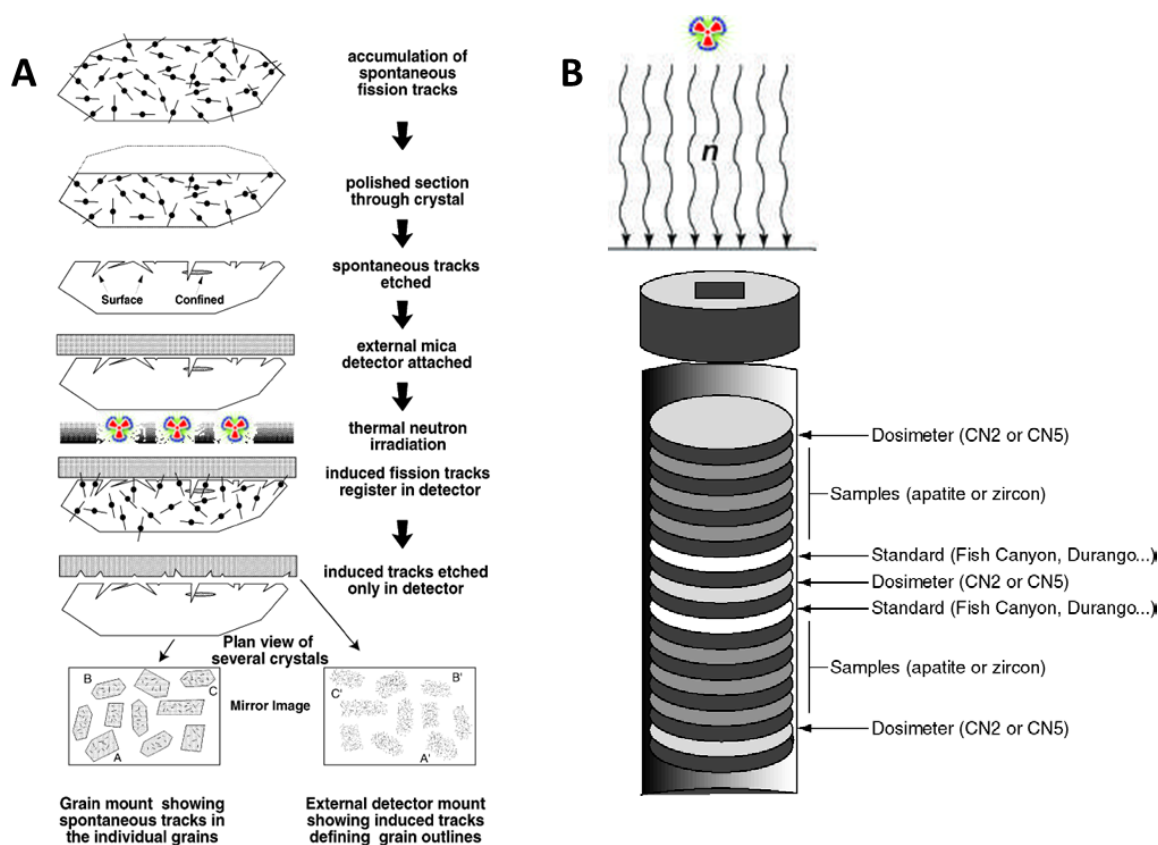 A
accumulation of
spontaneous
fission tracks
polished section
through crystal
spontaneous tracks
etched
Surface
Confined
external mica
detector attached
thermal neutron
irradiation
induced fission tracks
register in detector
induced tracks etched
only in detector
Plan view of
several crystals
B
C
A
Mirror Image
B'
C'
A'
Grain mount showing
spontaneous tracks in
the individual grains
External detector mount
showing induced tracks
defining grain outlines
B
n
Dosimeter (CN2 or CN5)
Samples (apatite or zircon)
Standard (Fish Canyon, Durango...)
Dosimeter (CN2 or CN5)
Standard (Fish Canyon, Durango...)
Samples (apatite or zircon)
Dosimeter (CN2 or CN5)